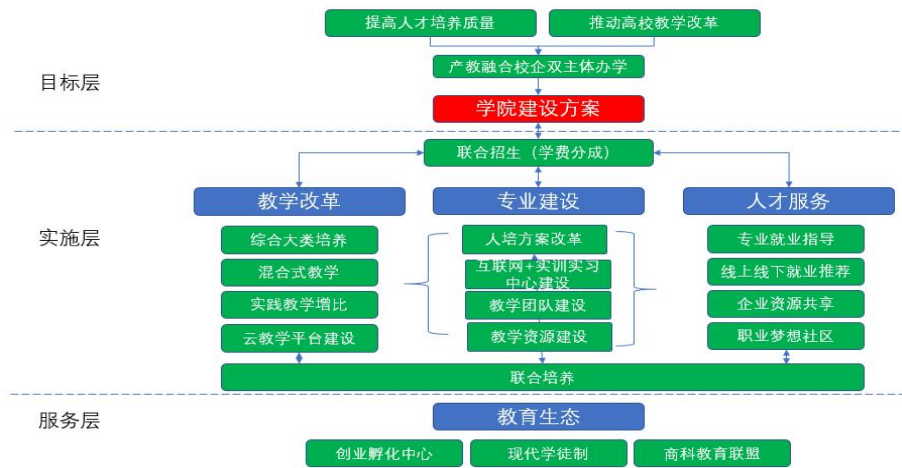 提高人才培养质量
推动高校教学改革
产教融合校企双主体办学
目标层
学院建设方案
联合招生（学费分成）
教学改革
专业建设
人才服务
实施层
综合大类培养
人培方案改革
专业就业指导
混合式教学
互联网+实训实习
中心建设
线上线下就业推荐
实践教学增比
教学团队建设
企业资源共享
云教学平台建设
教学资源建设
职业梦想社区
联合培养
服务层
教育生态
创业孵化中心
现代学徒制
商科教育联盟